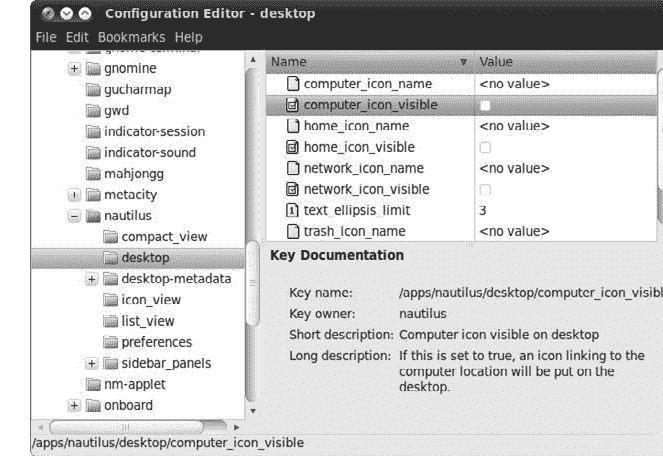 Configuration Editor - desktop
File Edit Bookmarks Help
gnomine
gucharmap
gwd
indicator-session
indicator-sound
mahjongg
metacity
nautilus
compact_view
desktop
desktop-metadata
icon_view
list_view
preferences
sidebar_panels
nm-applet
onboard
Name Value
computer_icon_name <no value>
computer_icon_visible
home_icon_name <no value>
home_icon_visible
network_icon_name <no value>
network_icon_visible
text_ellipsis_limit 3
trash_icon_name <no value>
Key Documentation
Key name: /apps/nautilus/desktop/computer_icon_visibl
Key owner: nautilus
Short description: Computer icon visible on desktop
Long description: If this is set to true, an icon linking to the
computer location will be put on the
desktop.
/apps/nautilus/desktop/computer_icon_visible